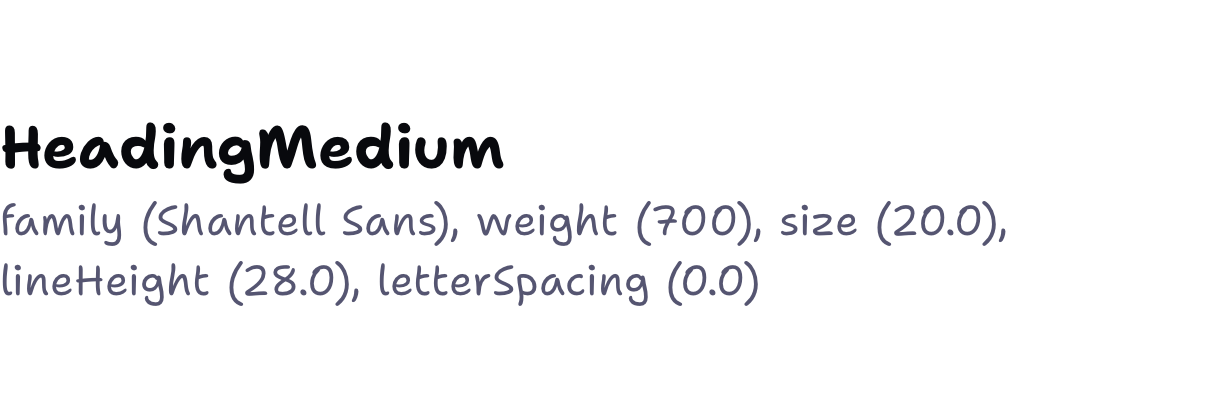 HeadingMedium
family (Shantell Sans), weight (700), size (20.0),
lineHeight (28.0), letterSpacing (0.0)